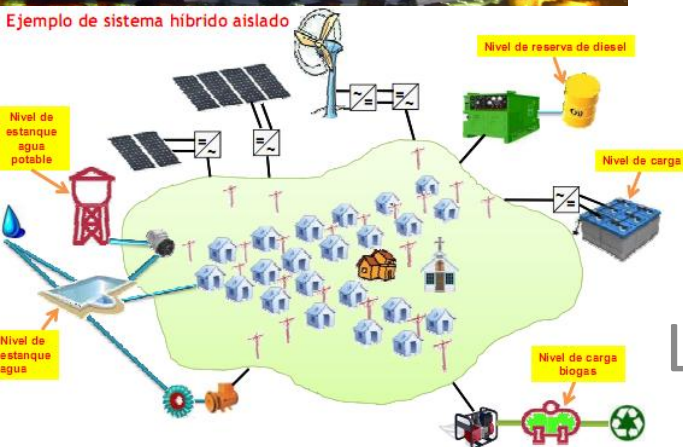 Ejemplo de sistema híbrido aislado
Nivel de reserva de diesel
Nivel de
estanque
agua
potable
Nivel de carga
Nivel de
estanque
agua
Nivel de carga
biogas